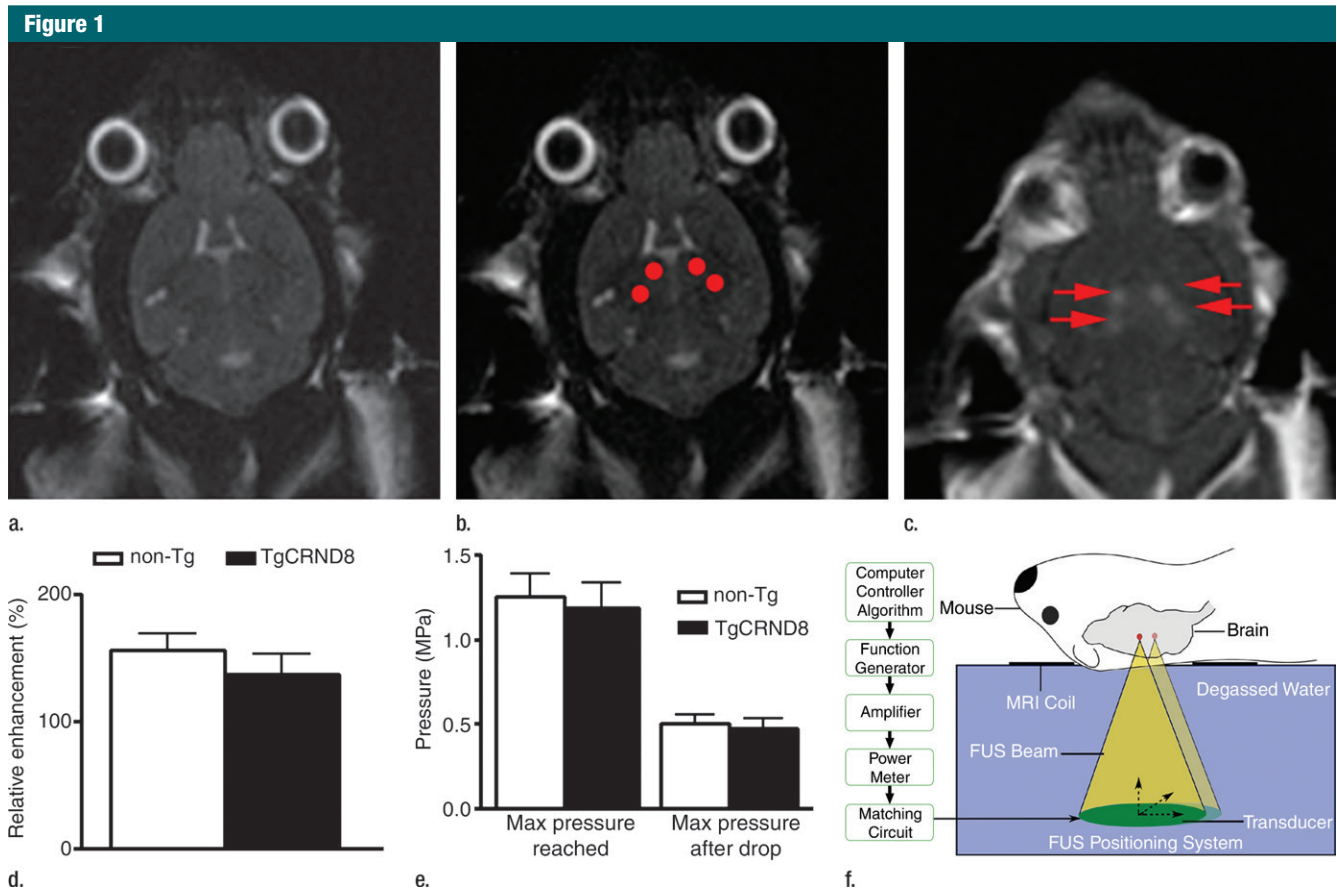 Figure 1
a.
b.
c.
non-Tg
TgCRND8
Relative enhancement (%)
200
100
0
d.
Pressure (MPa)
1.5
1.0
0.5
0.0
non-Tg
TgCRND8
Max pressure
reached
Max pressure
after drop
e.
Computer
Controller
Algorithm
Function
Generator
Amplifier
Power
Meter
Matching
Circuit
Mouse
Brain
MRI Coil
Degassed Water
FUS Beam
Transducer
FUS Positioning System
f.